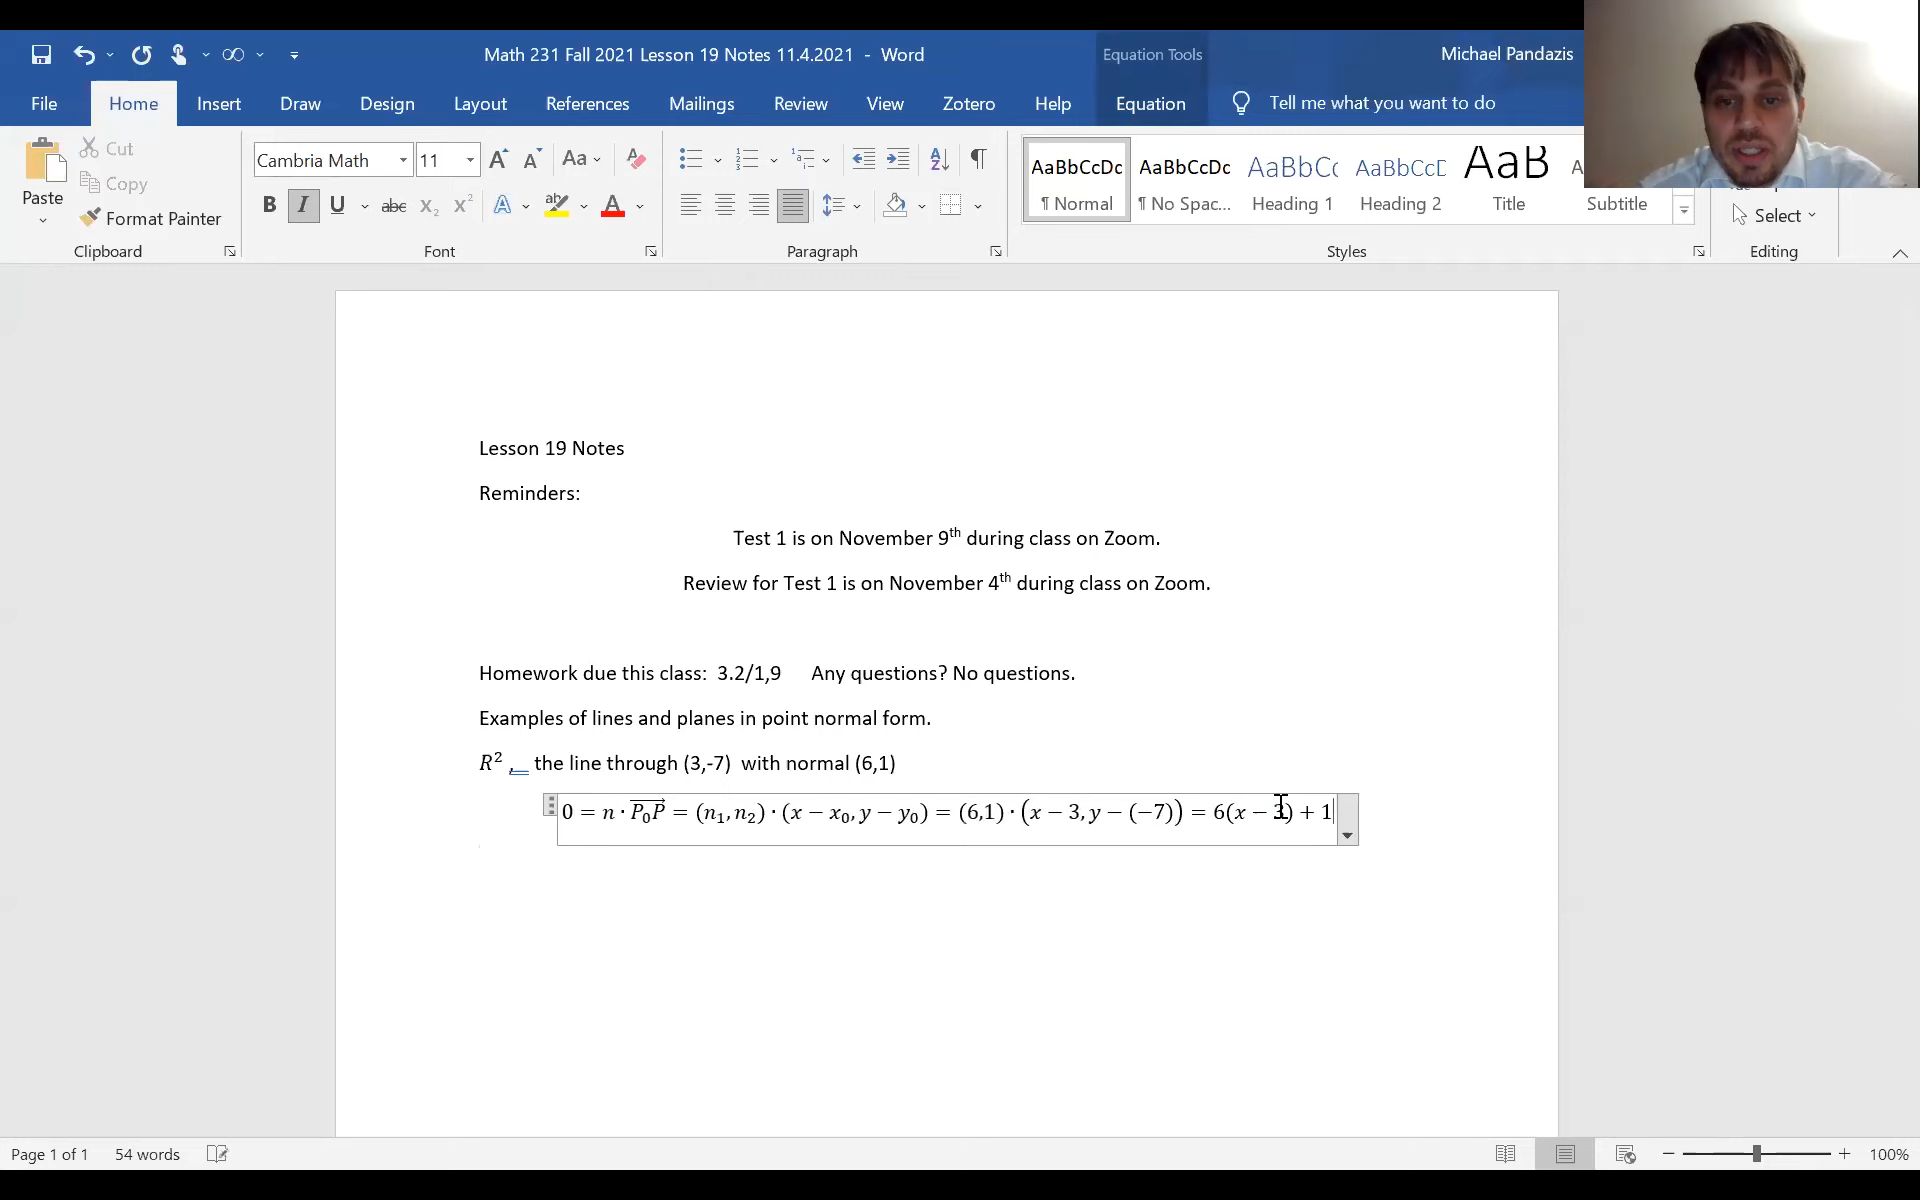 Math 231 Fall 2021 Lesson 19 Notes 11.4.2021 - Word
Equation Tools
Michael Pandazis
File Home Insert Draw Design Layout References Mailings Review View Zotero Help Equation Tell me what you want to do
Paste
Cut
Copy
Format Painter
Clipboard
Cambria Math 11
Aa
B I U abc x₂ x² A A
Font
Paragraph
AaBbCcDc AaBbCcDc AaBbCc AaBbCcD AaB
¶ Normal ¶ No Spac... Heading 1 Heading 2 Title Subtitle
Styles
Select
Editing
Lesson 19 Notes
Reminders:
Test 1 is on November 9th during class on Zoom.
Review for Test 1 is on November 4th during class on Zoom.
Homework due this class: 3.2/1,9 Any questions? No questions.
Examples of lines and planes in point normal form.
R² , the line through (3,-7) with normal (6,1)
0 = n · P₀P⃗ = (n₁, n₂) · (x − x₀, y − y₀) = (6,1) · (x − 3, y − (−7)) = 6(x − 3) + 1
Page 1 of 1 54 words 100%